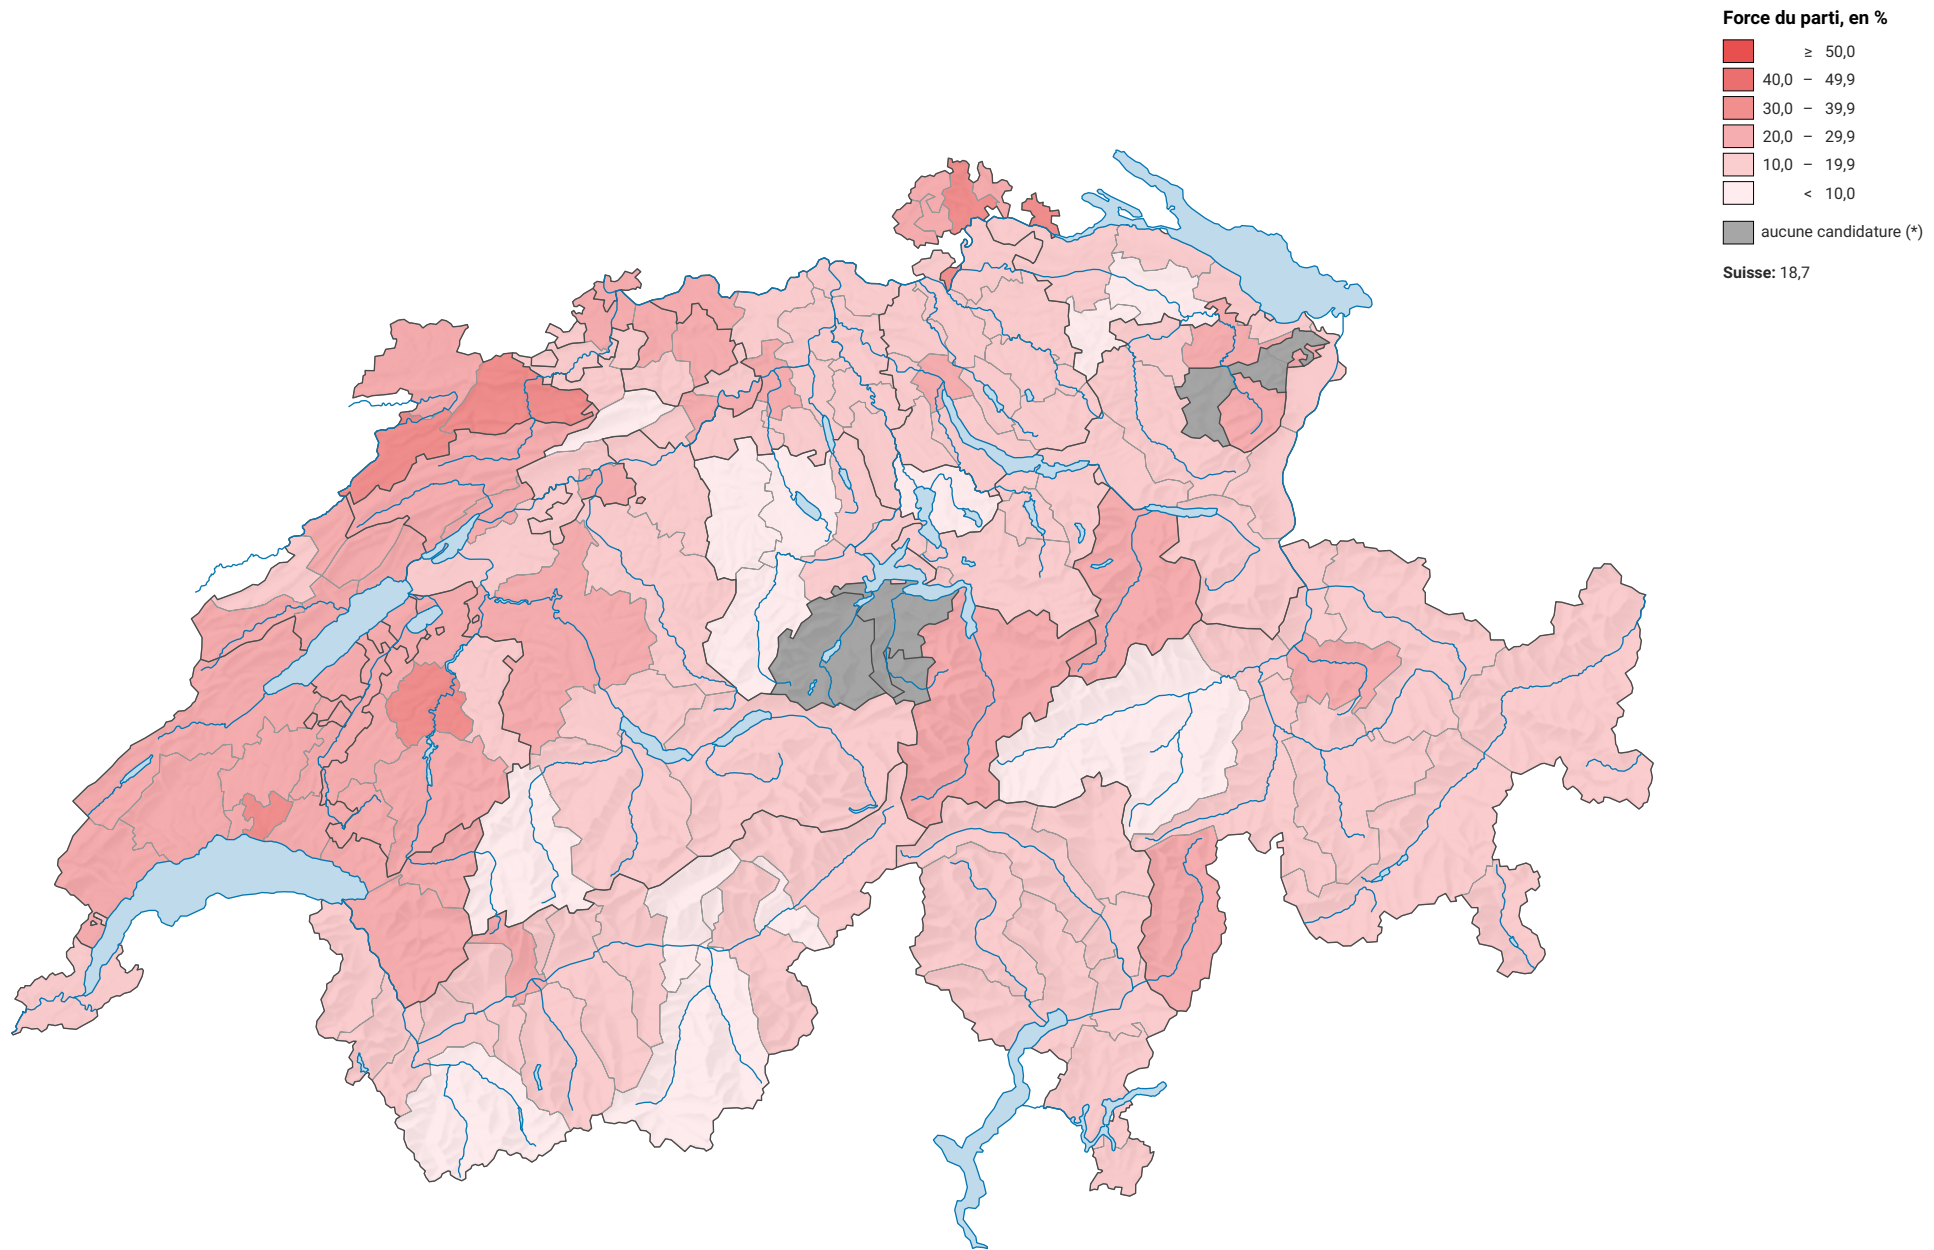 Force du parti, en %
≥ 50,0
40,0 – 49,9
30,0 – 39,9
20,0 – 29,9
10,0 – 19,9
< 10,0
aucune candidature (*)
Suisse: 18,7